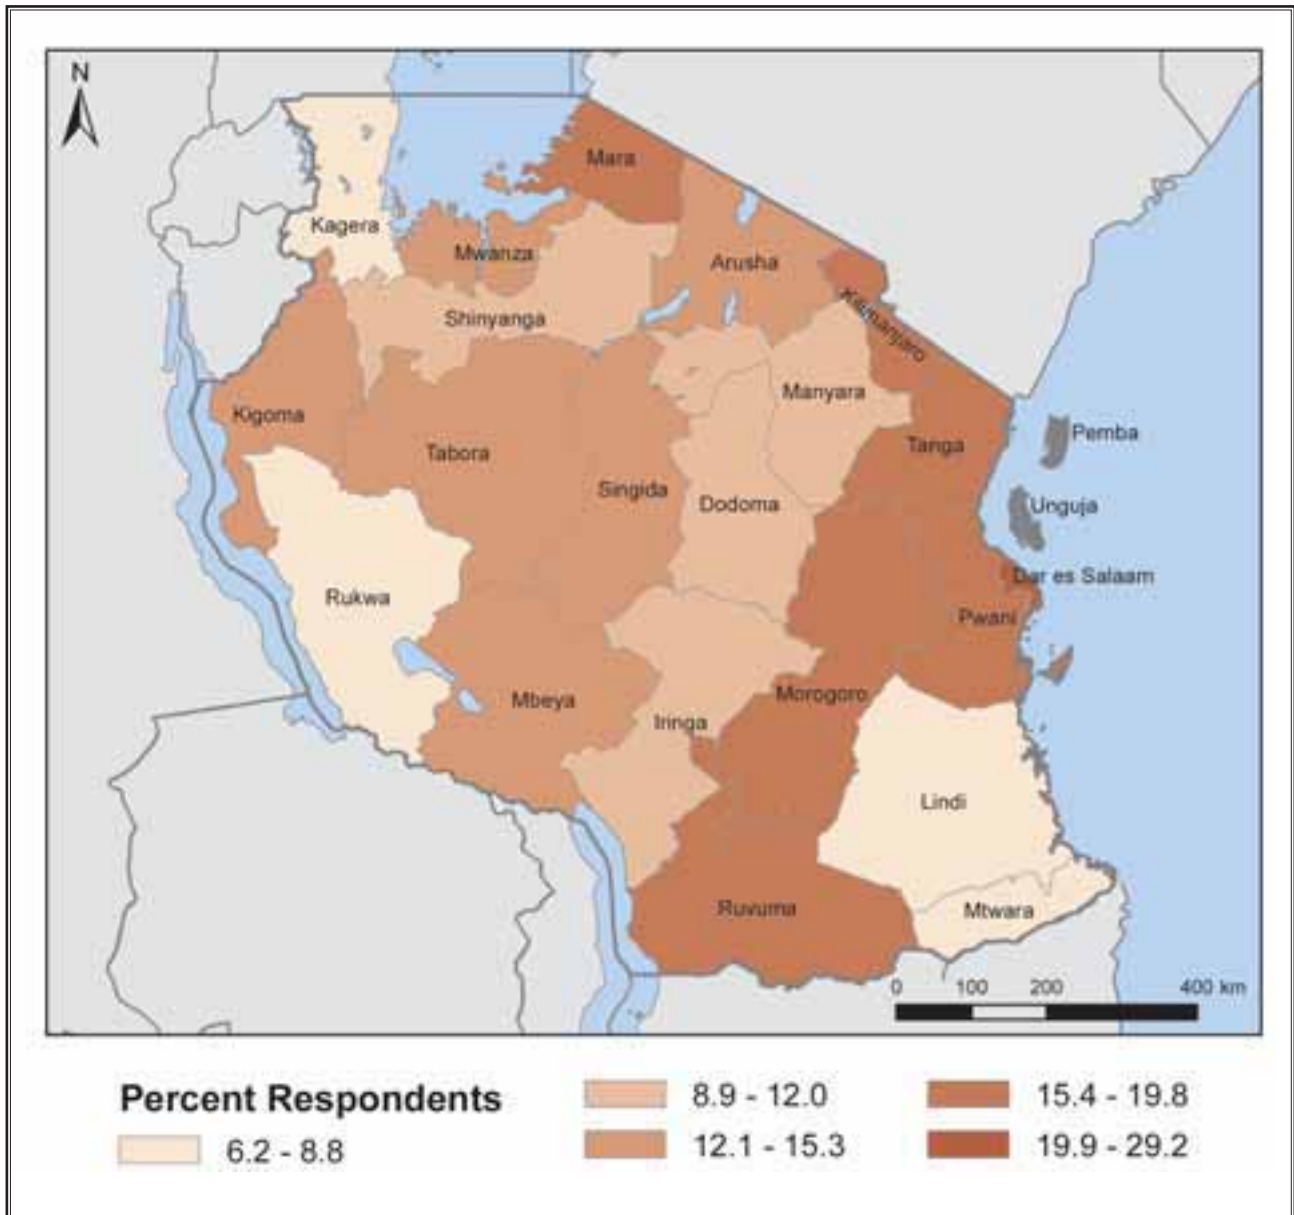 N
Mara
Kagera
Mwanza
Arusha
Kilimanjaro
Shinyanga
Manyara
Kigoma
Pemba
Tanga
Tabora
Singida
Dodoma
Unguja
Dar es Salaam
Rukwa
Pwani
Mbeya
Morogoro
Iringa
Lindi
Ruvuma
Mtwara
0 100 200 400 km
Percent Respondents
6.2 - 8.8
8.9 - 12.0
12.1 - 15.3
15.4 - 19.8
19.9 - 29.2